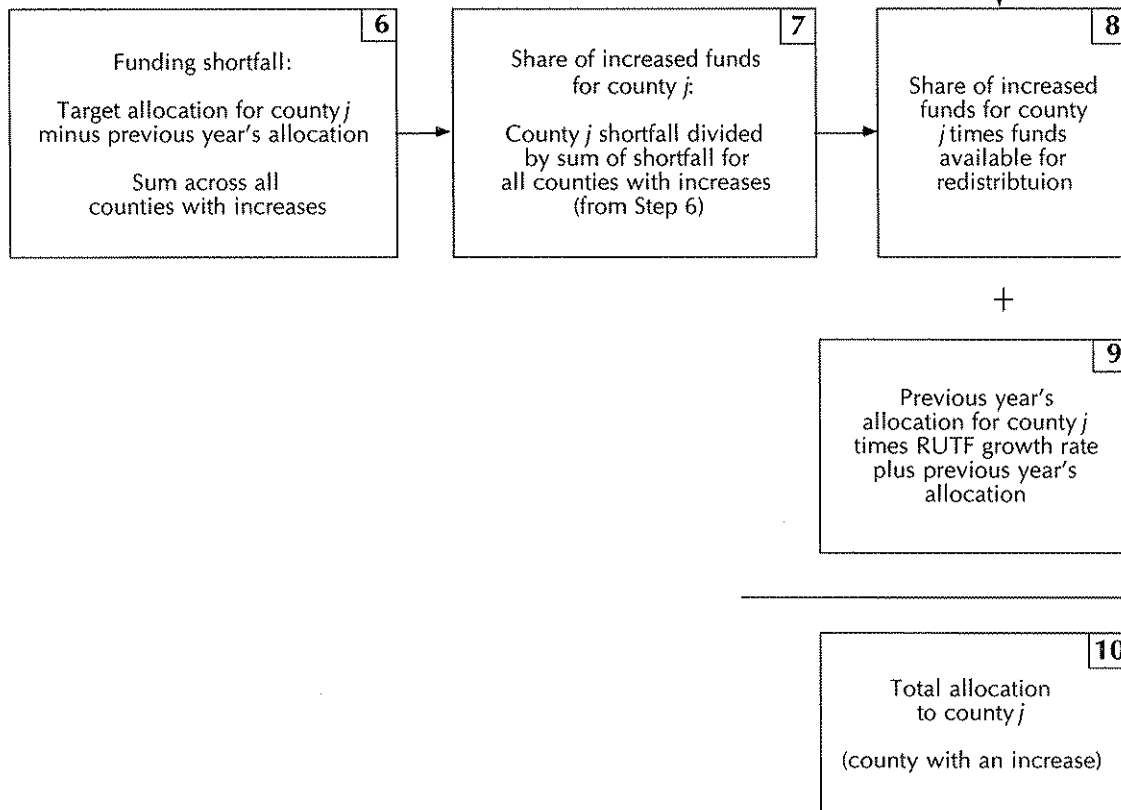 6
Funding shortfall:
Target allocation for county j
minus previous year's allocation
Sum across all
counties with increases
7
Share of increased funds
for county j:
County j shortfall divided
by sum of shortfall for
all counties with increases
(from Step 6)
8
Share of increased
funds for county
j times funds
available for
redistribtuion
+
9
Previous year's
allocation for county j
times RUTF growth rate
plus previous year's
allocation
10
Total allocation
to county j
(county with an increase)